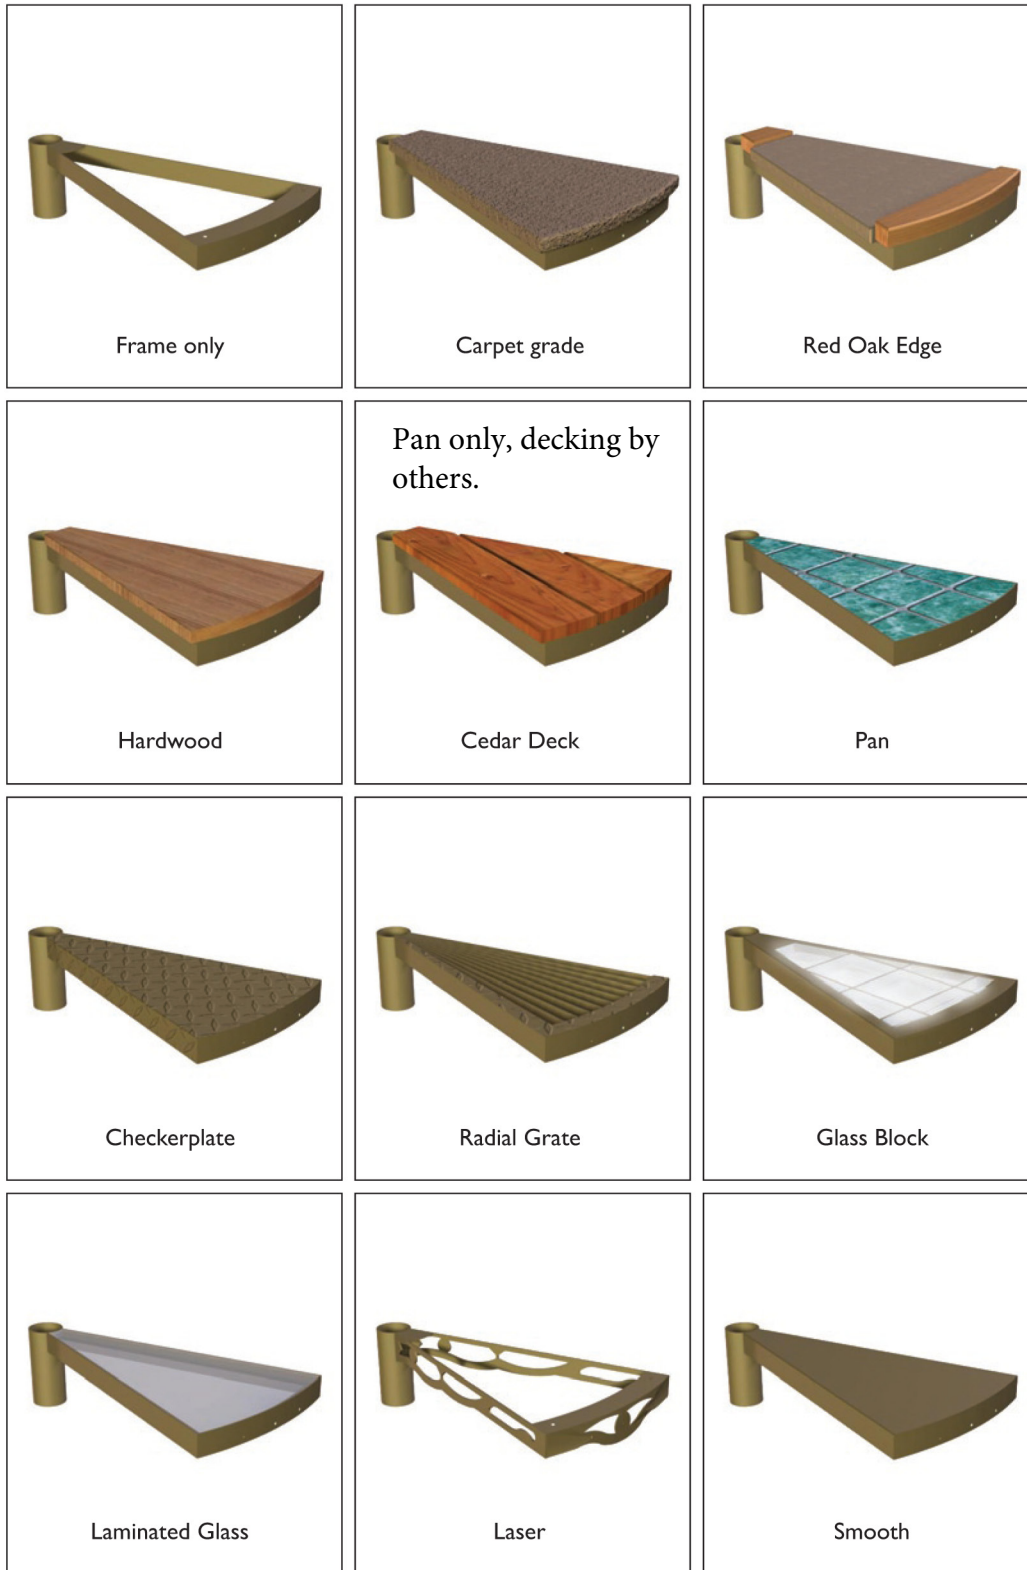 Frame only
Carpet grade
Red Oak Edge
Pan only, decking by
others.
Hardwood
Cedar Deck
Pan
Checkerplate
Radial Grate
Glass Block
Laminated Glass
Laser
Smooth